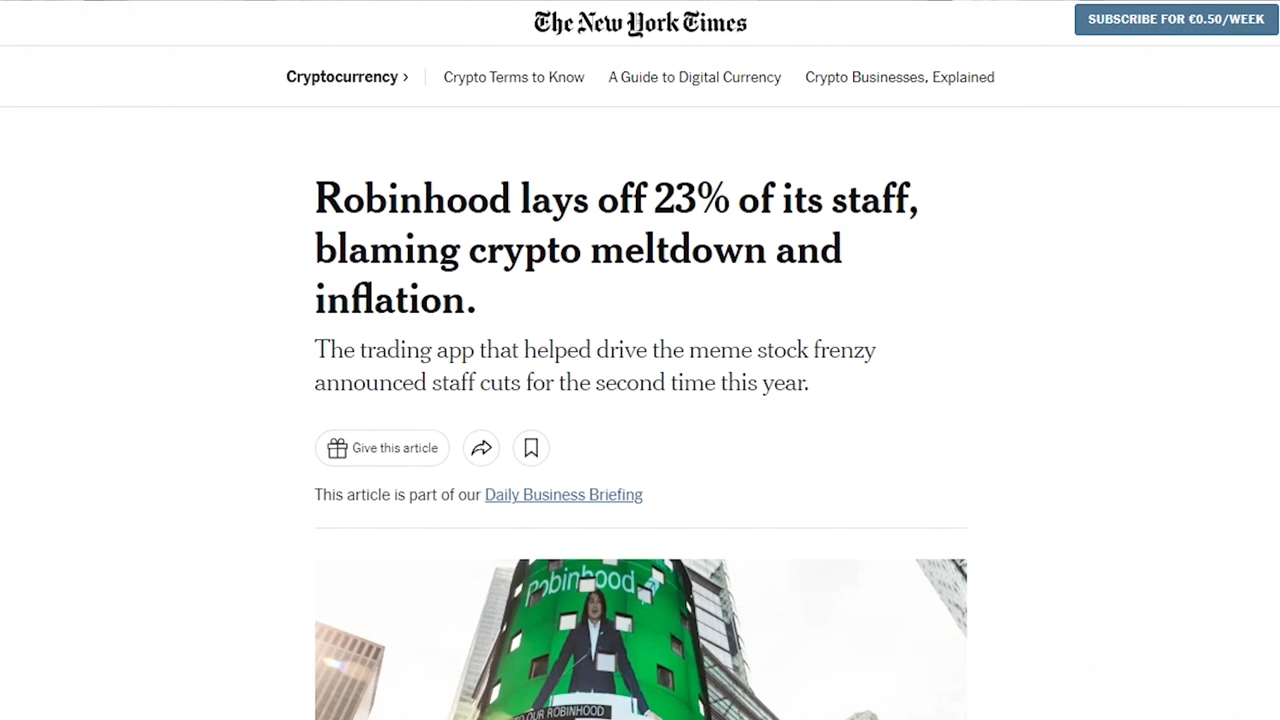 The New York Times
SUBSCRIBE FOR €0.50/WEEK
Cryptocurrency ›
Crypto Terms to Know
A Guide to Digital Currency
Crypto Businesses, Explained
Robinhood lays off 23% of its staff,
blaming crypto meltdown and
inflation.
The trading app that helped drive the meme stock frenzy
announced staff cuts for the second time this year.
Give this article
This article is part of our Daily Business Briefing
Robinhood
OUR ROBINHOOD